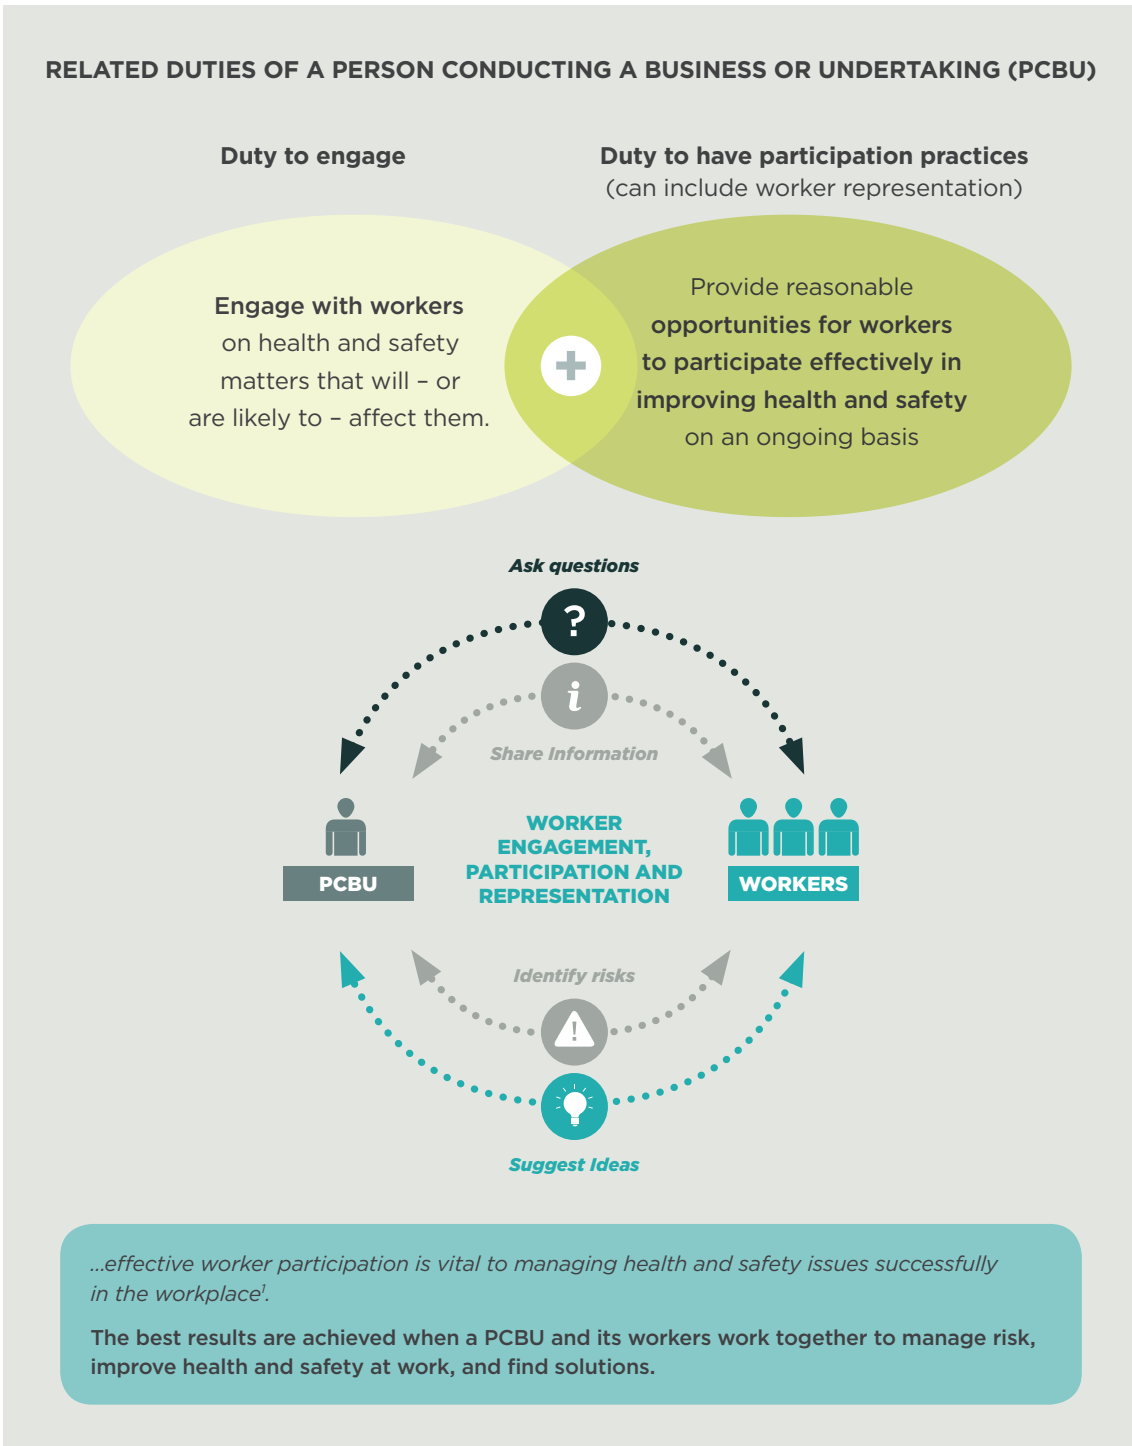 RELATED DUTIES OF A PERSON CONDUCTING A BUSINESS OR UNDERTAKING (PCBU)
Duty to engage
Duty to have participation practices
(can include worker representation)
Engage with workers
on health and safety
matters that will – or
are likely to – affect them.
Provide reasonable
opportunities for workers
to participate effectively in
improving health and safety
on an ongoing basis
Ask questions
?
i
Share Information
WORKER
ENGAGEMENT,
PARTICIPATION AND
REPRESENTATION
PCBU
WORKERS
Identify risks
!
Suggest Ideas
...effective worker participation is vital to managing health and safety issues successfully
in the workplace¹.
The best results are achieved when a PCBU and its workers work together to manage risk,
improve health and safety at work, and find solutions.